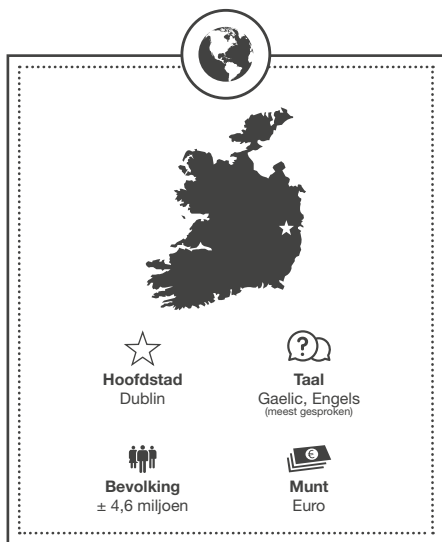 Hoofdstad
Dublin
Taal
Gaelic, Engels
(meest gesproken)
Bevolking
± 4,6 miljoen
Munt
Euro